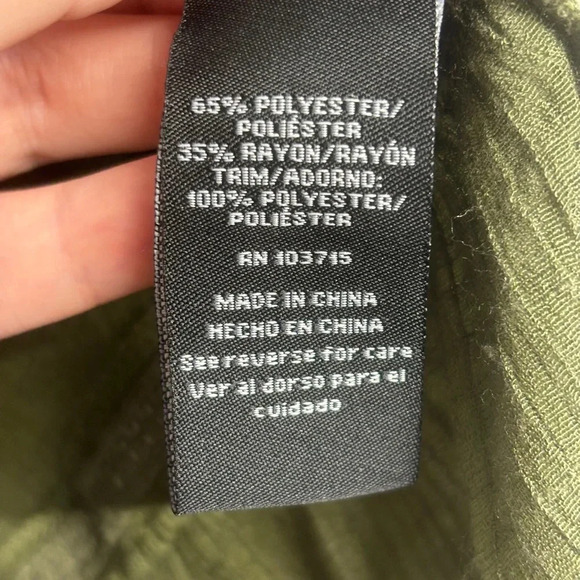 65% POLYESTER/
POLIÉSTER
35% RAYON/RAYÓN
TRIM/ADORNO:
100% POLYESTER/
POLIÉSTER
RN 103715
MADE IN CHINA
HECHO EN CHINA
See reverse for care
Ver al dorso para el
cuidado